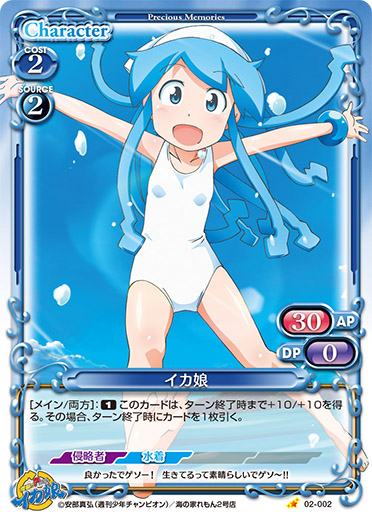 Precious Memories
Character
COST
2
SOURCE
2
30 AP
DP 0
イカ娘
[メイン/両方]：1 このカードは、ターン終了時まで+10/+10を得
る。その場合、ターン終了時にカードを1枚引く。
侵略者 水着
良かったでゲソー！ 生きてるって素晴らしいでゲソ～!!
©安部真弘(週刊少年チャンピオン)／海の家れもん2号店
02-002